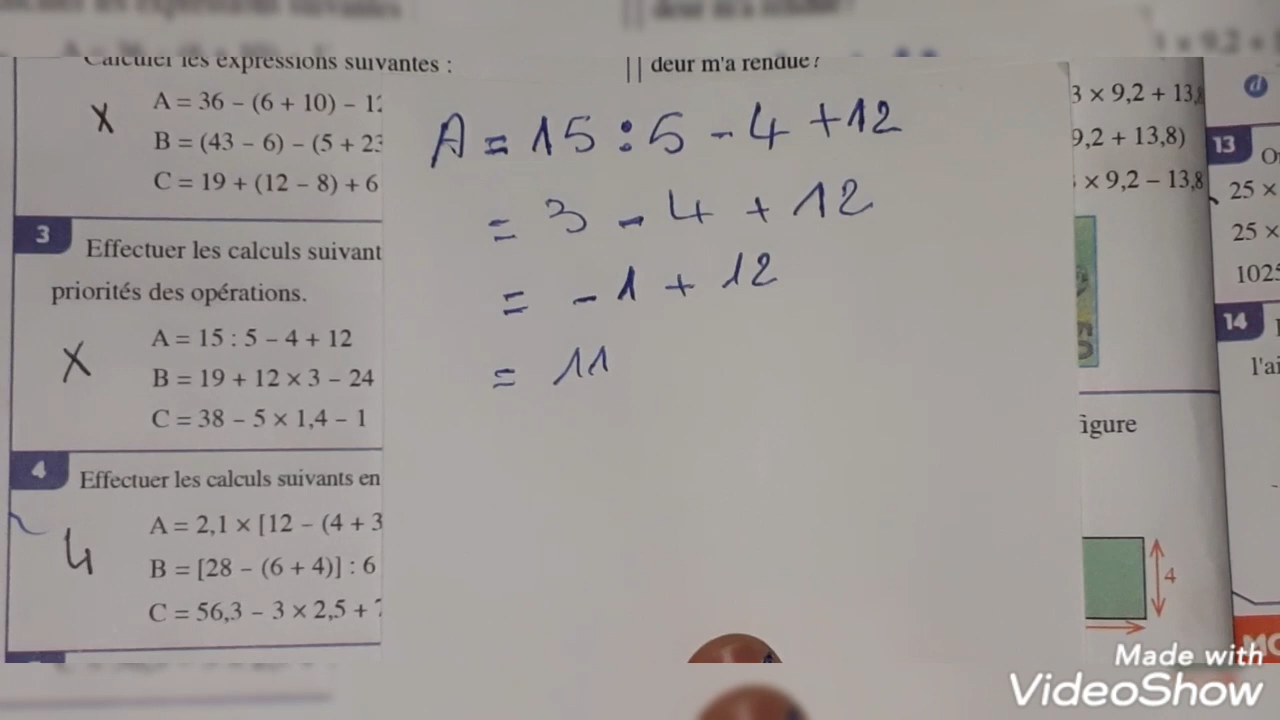 Calculer les expressions suivantes :
X
A = 36 – (6 + 10) – 12
B = (43 – 6) – (5 + 23
C = 19 + (12 – 8) + 6
3
Effectuer les calculs suivant
priorités des opérations.
X
A = 15 : 5 – 4 + 12
B = 19 + 12 × 3 – 24
C = 38 – 5 × 1,4 – 1
4
Effectuer les calculs suivants en
4
A = 2,1 × [12 – (4 + 3
B = [28 – (6 + 4)] : 6
C = 56,3 – 3 × 2,5 +
deur m'a rendue ?
A = 15 : 5 - 4 + 12
= 3 - 4 + 12
= - 1 + 12
= 11
3 × 9,2 + 13,8
9,2 + 13,8)
× 9,2 – 13,8
igure
4
13
25 ×
25 ×
1025
14
l'ai
Made with
VideoShow